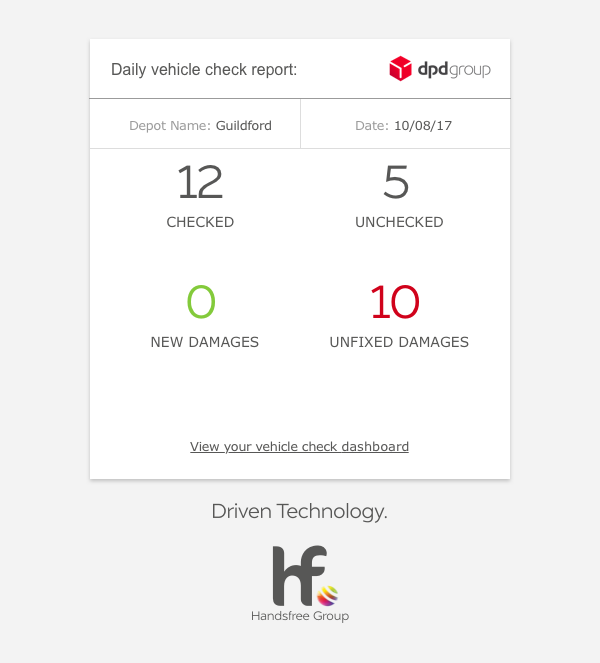 Daily vehicle check report:
dpdgroup
Depot Name: Guildford
Date: 10/08/17
12
5
CHECKED
UNCHECKED
0
10
NEW DAMAGES
UNFIXED DAMAGES
View your vehicle check dashboard
Driven Technology.
hf
Handsfree Group